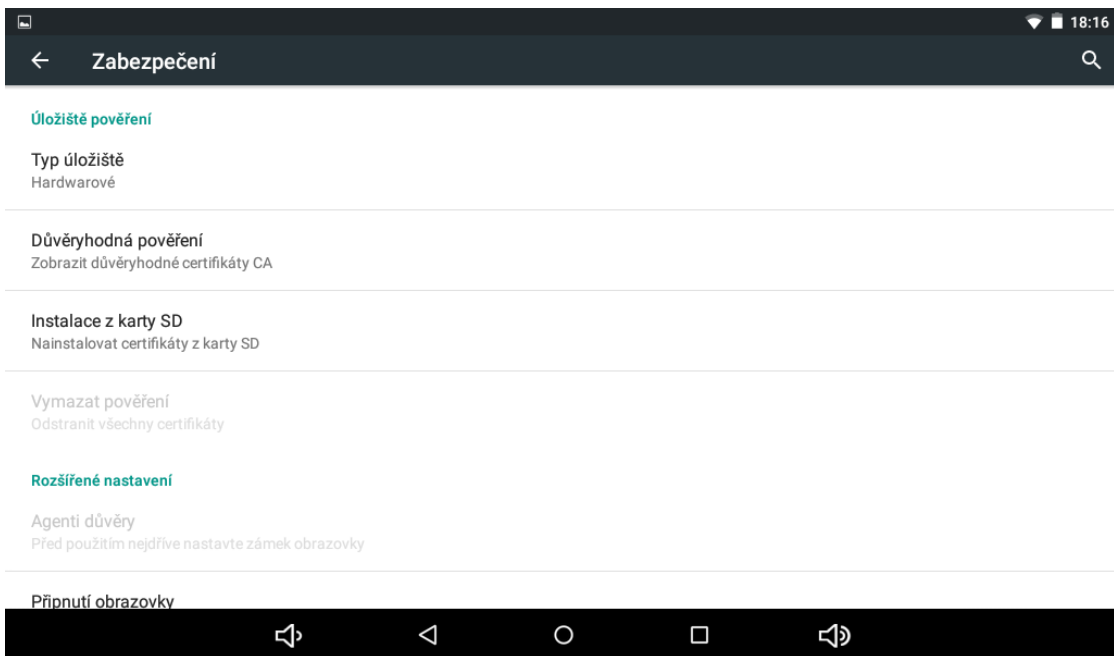 18:16
Zabezpečení
Úložiště pověření
Typ úložiště
Hardwarové
Důvěryhodná pověření
Zobrazit důvěryhodné certifikáty CA
Instalace z karty SD
Nainstalovat certifikáty z karty SD
Vymazat pověření
Odstranit všechny certifikáty
Rozšířené nastavení
Agenti důvěry
Před použitím nejdříve nastavte zámek obrazovky
Připnutí obrazovky